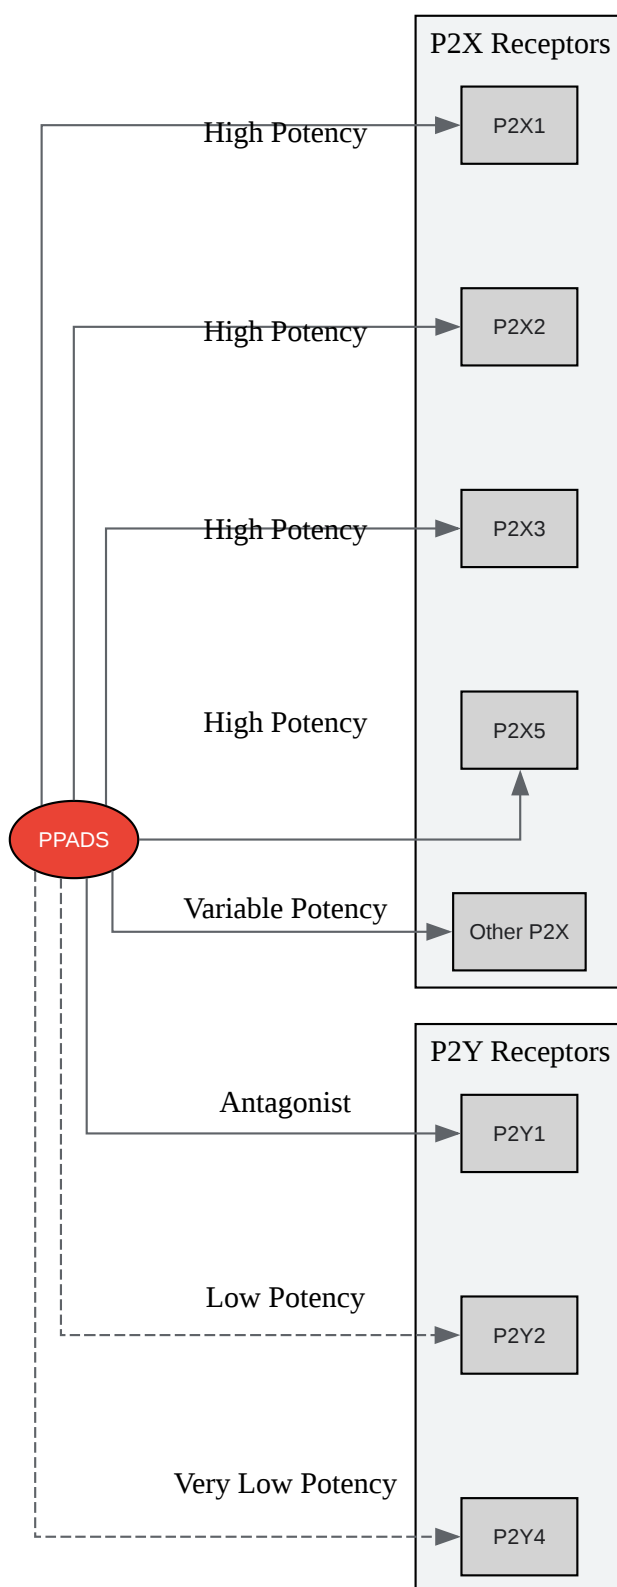 P2X Receptors
High Potency
P2X1
High Potency
P2X2
High Potency
P2X3
High Potency
P2X5
PPADS
Variable Potency
Other P2X
P2Y Receptors
Antagonist
P2Y1
Low Potency
P2Y2
Very Low Potency
P2Y4